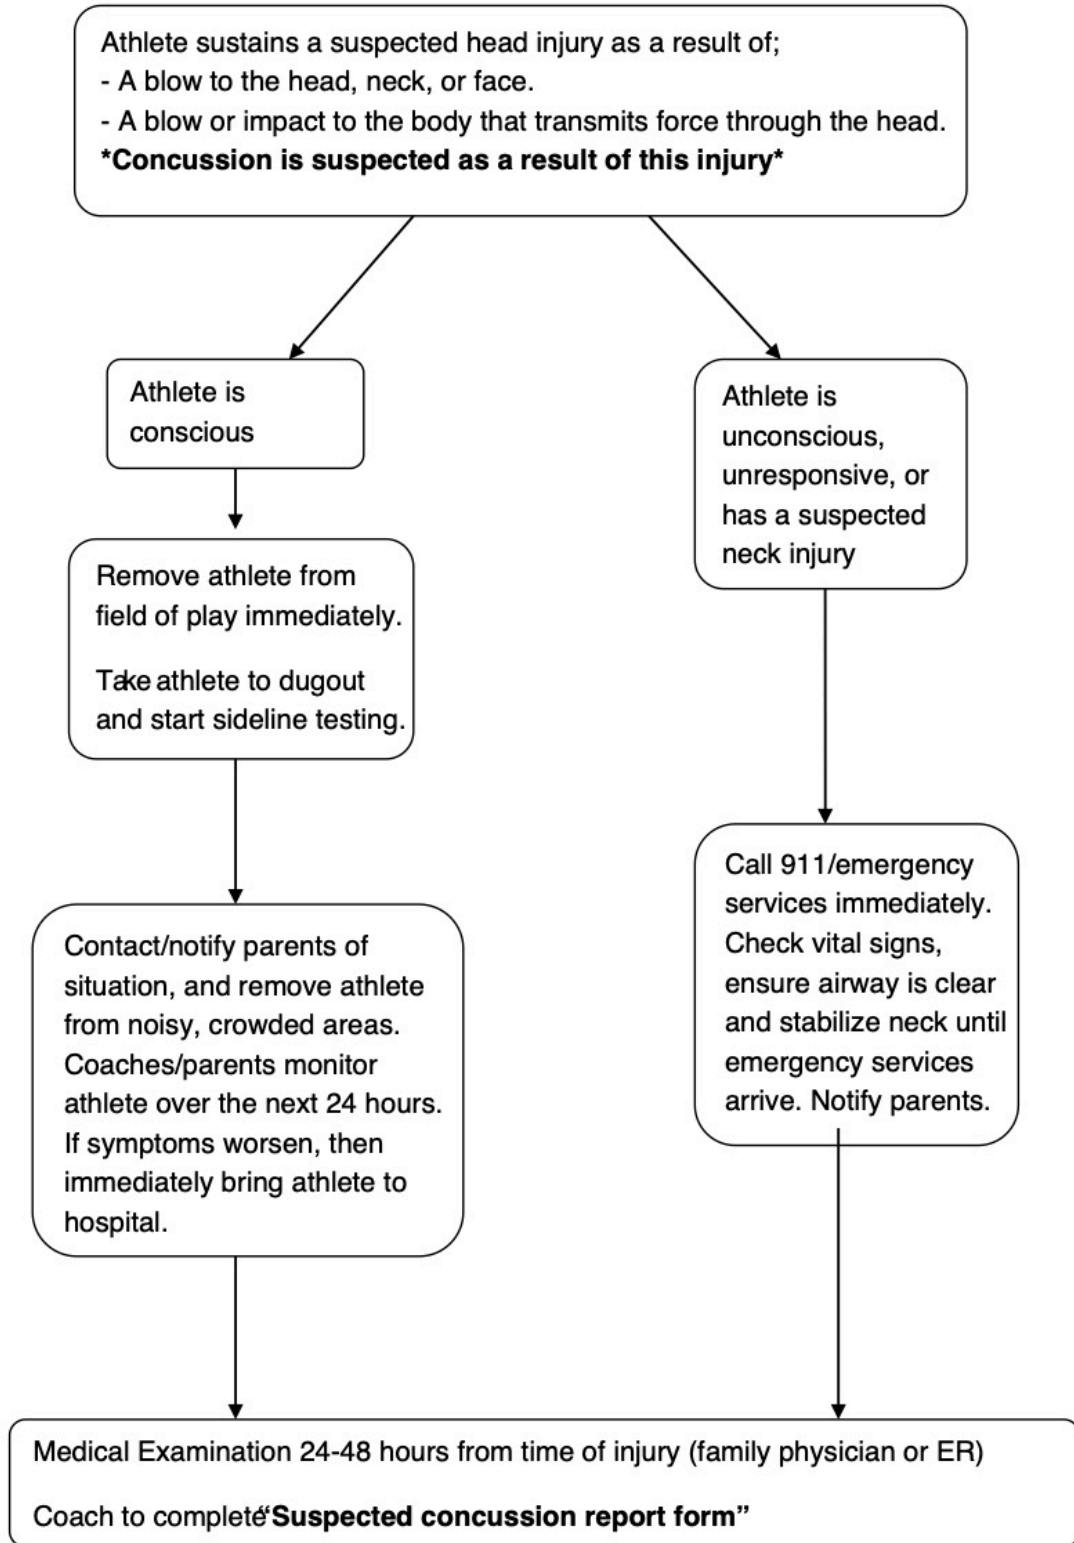 Athlete sustains a suspected head injury as a result of;
- A blow to the head, neck, or face.
- A blow or impact to the body that transmits force through the head.
*Concussion is suspected as a result of this injury*
Athlete is
conscious
Remove athlete from
field of play immediately.
Take athlete to dugout
and start sideline testing.
Contact/notify parents of
situation, and remove athlete
from noisy, crowded areas.
Coaches/parents monitor
athlete over the next 24 hours.
If symptoms worsen, then
immediately bring athlete to
hospital.
Athlete is
unconscious,
unresponsive, or
has a suspected
neck injury
Call 911/emergency
services immediately.
Check vital signs,
ensure airway is clear
and stabilize neck until
emergency services
arrive. Notify parents.
Medical Examination 24-48 hours from time of injury (family physician or ER)
Coach to complete “Suspected concussion report form”